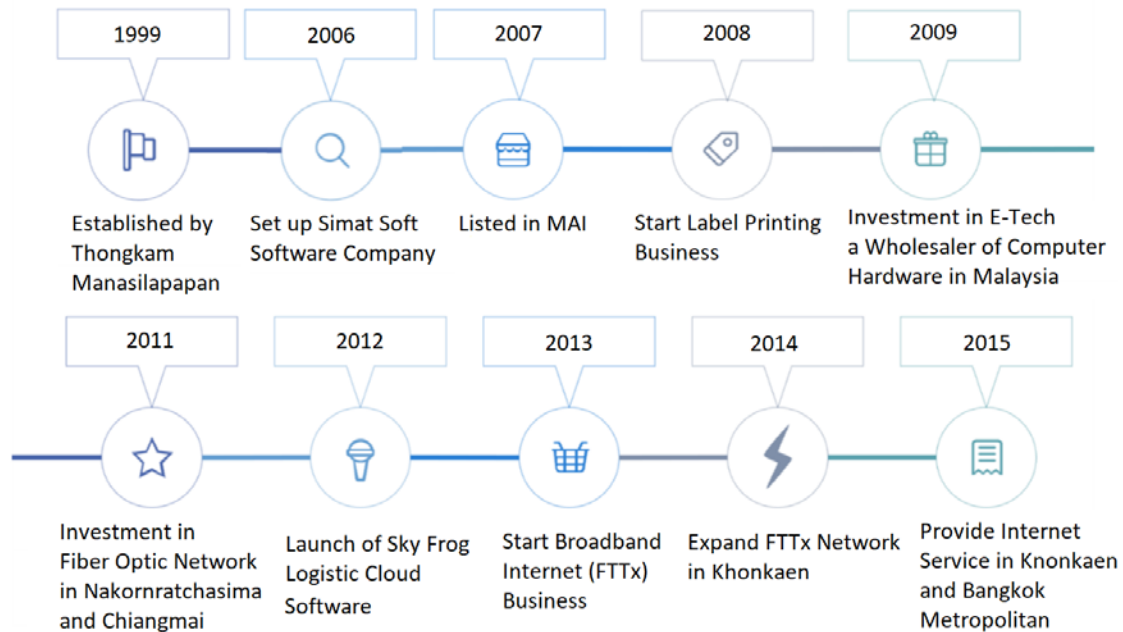 1999
2006
2007
2008
2009
Established by
Thongkam
Manasilapapan
Set up Simat Soft
Software Company
Listed in MAI
Start Label Printing
Business
Investment in E-Tech
a Wholesaler of Computer
Hardware in Malaysia
2011
2012
2013
2014
2015
Investment in
Fiber Optic Network
in Nakornratchasima
and Chiangmai
Launch of Sky Frog
Logistic Cloud
Software
Start Broadband
Internet (FTTx)
Business
Expand FTTx Network
in Khonkaen
Provide Internet
Service in Knonkaen
and Bangkok
Metropolitan